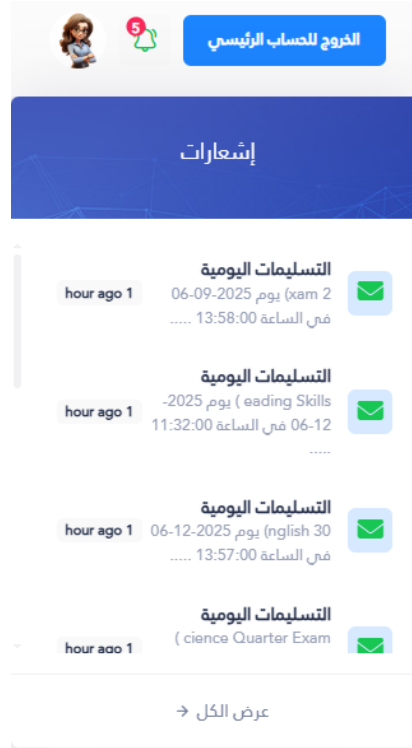 الخروج للحساب الرئيسي
5
إشعارات
التسليمات اليومية
xam 2) يوم 2025-09-06
في الساعة 13:58:00 .....
1 hour ago
التسليمات اليومية
eading Skills ) يوم 2025-
06-12 في الساعة 11:32:00
.....
1 hour ago
التسليمات اليومية
nglish 30) يوم 2025-12-06
في الساعة 13:57:00 .....
1 hour ago
التسليمات اليومية
cience Quarter Exam )
1 hour ago
عرض الكل →